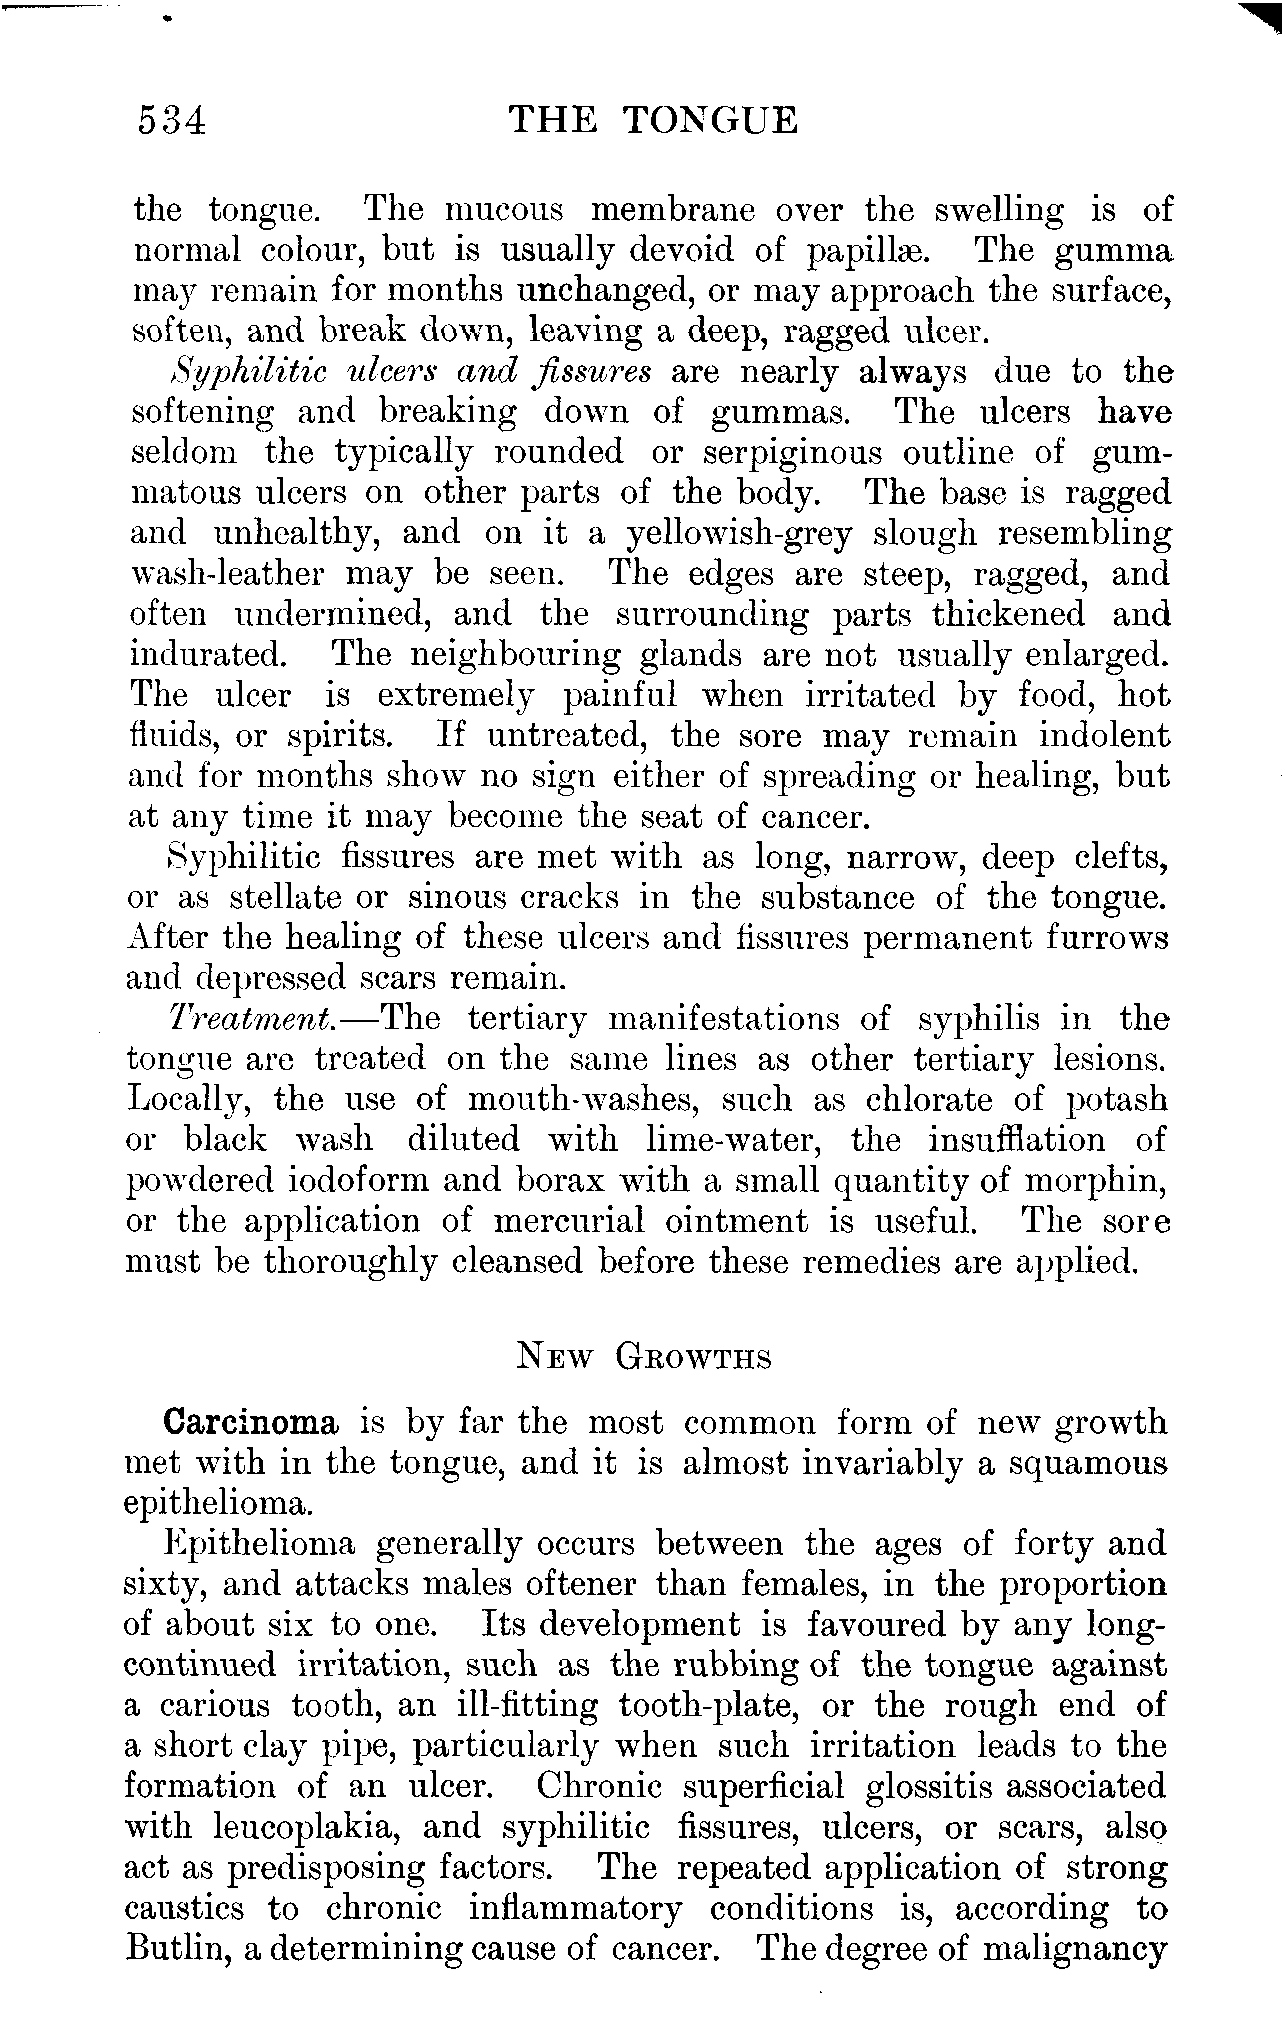 534 THE TONGUE
the tongue. The mucous membrane over the swelling is of
normal colour, but is usually devoid of papillæ. The gumma
may remain for months unchanged, or may approach the surface,
soften, and break down, leaving a deep, ragged ulcer.
Syphilitic ulcers and fissures are nearly always due to the
softening and breaking down of gummas. The ulcers have
seldom the typically rounded or serpiginous outline of gum-
matous ulcers on other parts of the body. The base is ragged
and unhealthy, and on it a yellowish-grey slough resembling
wash-leather may be seen. The edges are steep, ragged, and
often undermined, and the surrounding parts thickened and
indurated. The neighbouring glands are not usually enlarged.
The ulcer is extremely painful when irritated by food, hot
fluids, or spirits. If untreated, the sore may remain indolent
and for months show no sign either of spreading or healing, but
at any time it may become the seat of cancer.
Syphilitic fissures are met with as long, narrow, deep clefts,
or as stellate or sinous cracks in the substance of the tongue.
After the healing of these ulcers and fissures permanent furrows
and depressed scars remain.
Treatment.—The tertiary manifestations of syphilis in the
tongue are treated on the same lines as other tertiary lesions.
Locally, the use of mouth-washes, such as chlorate of potash
or black wash diluted with lime-water, the insufflation of
powdered iodoform and borax with a small quantity of morphin,
or the application of mercurial ointment is useful. The sore
must be thoroughly cleansed before these remedies are applied.
NEW GROWTHS
Carcinoma is by far the most common form of new growth
met with in the tongue, and it is almost invariably a squamous
epithelioma.
Epithelioma generally occurs between the ages of forty and
sixty, and attacks males oftener than females, in the proportion
of about six to one. Its development is favoured by any long-
continued irritation, such as the rubbing of the tongue against
a carious tooth, an ill-fitting tooth-plate, or the rough end of
a short clay pipe, particularly when such irritation leads to the
formation of an ulcer. Chronic superficial glossitis associated
with leucoplakia, and syphilitic fissures, ulcers, or scars, also
act as predisposing factors. The repeated application of strong
caustics to chronic inflammatory conditions is, according to
Butlin, a determining cause of cancer. The degree of malignancy